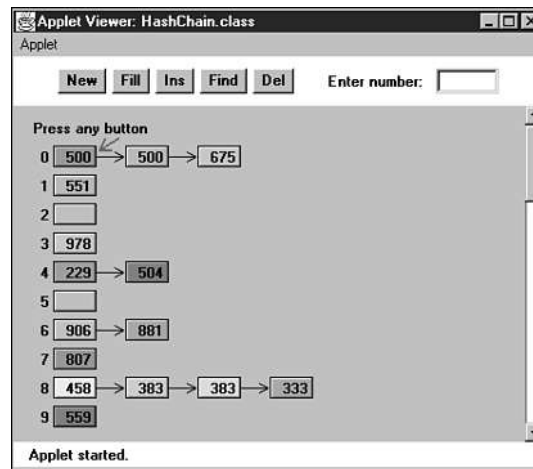 Applet Viewer: HashChain.class
Applet
New Fill Ins Find Del Enter number:
Press any button
0 500 500 675
1 551
2
3 978
4 229 504
5
6 906 881
7 807
8 458 383 383 333
9 559
Applet started.